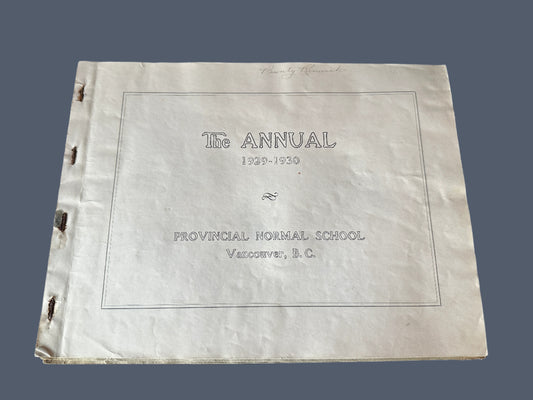 The ANNUAL
1929-1930
PROVINCIAL NORMAL SCHOOL
Vancouver, B. C.